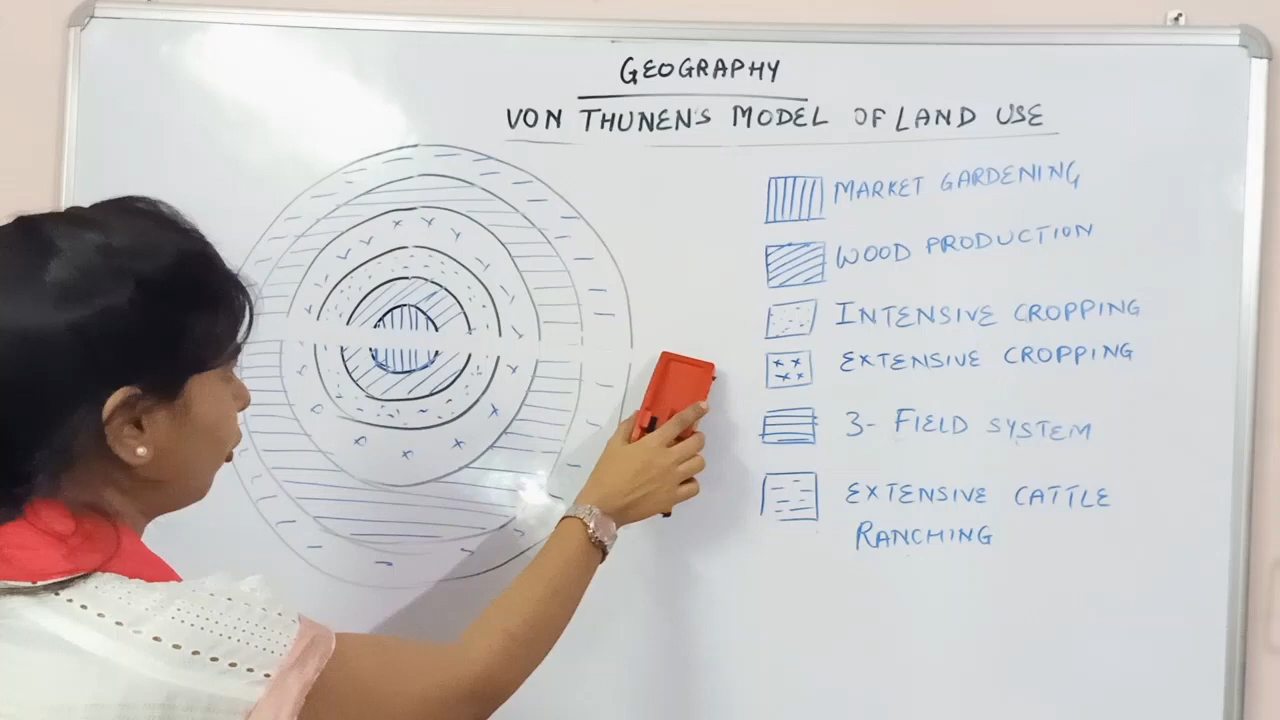 GEOGRAPHY
VON THUNEN'S MODEL OF LAND USE
MARKET GARDENING
WOOD PRODUCTION
INTENSIVE CROPPING
EXTENSIVE CROPPING
3- FIELD SYSTEM
EXTENSIVE CATTLE
RANCHING